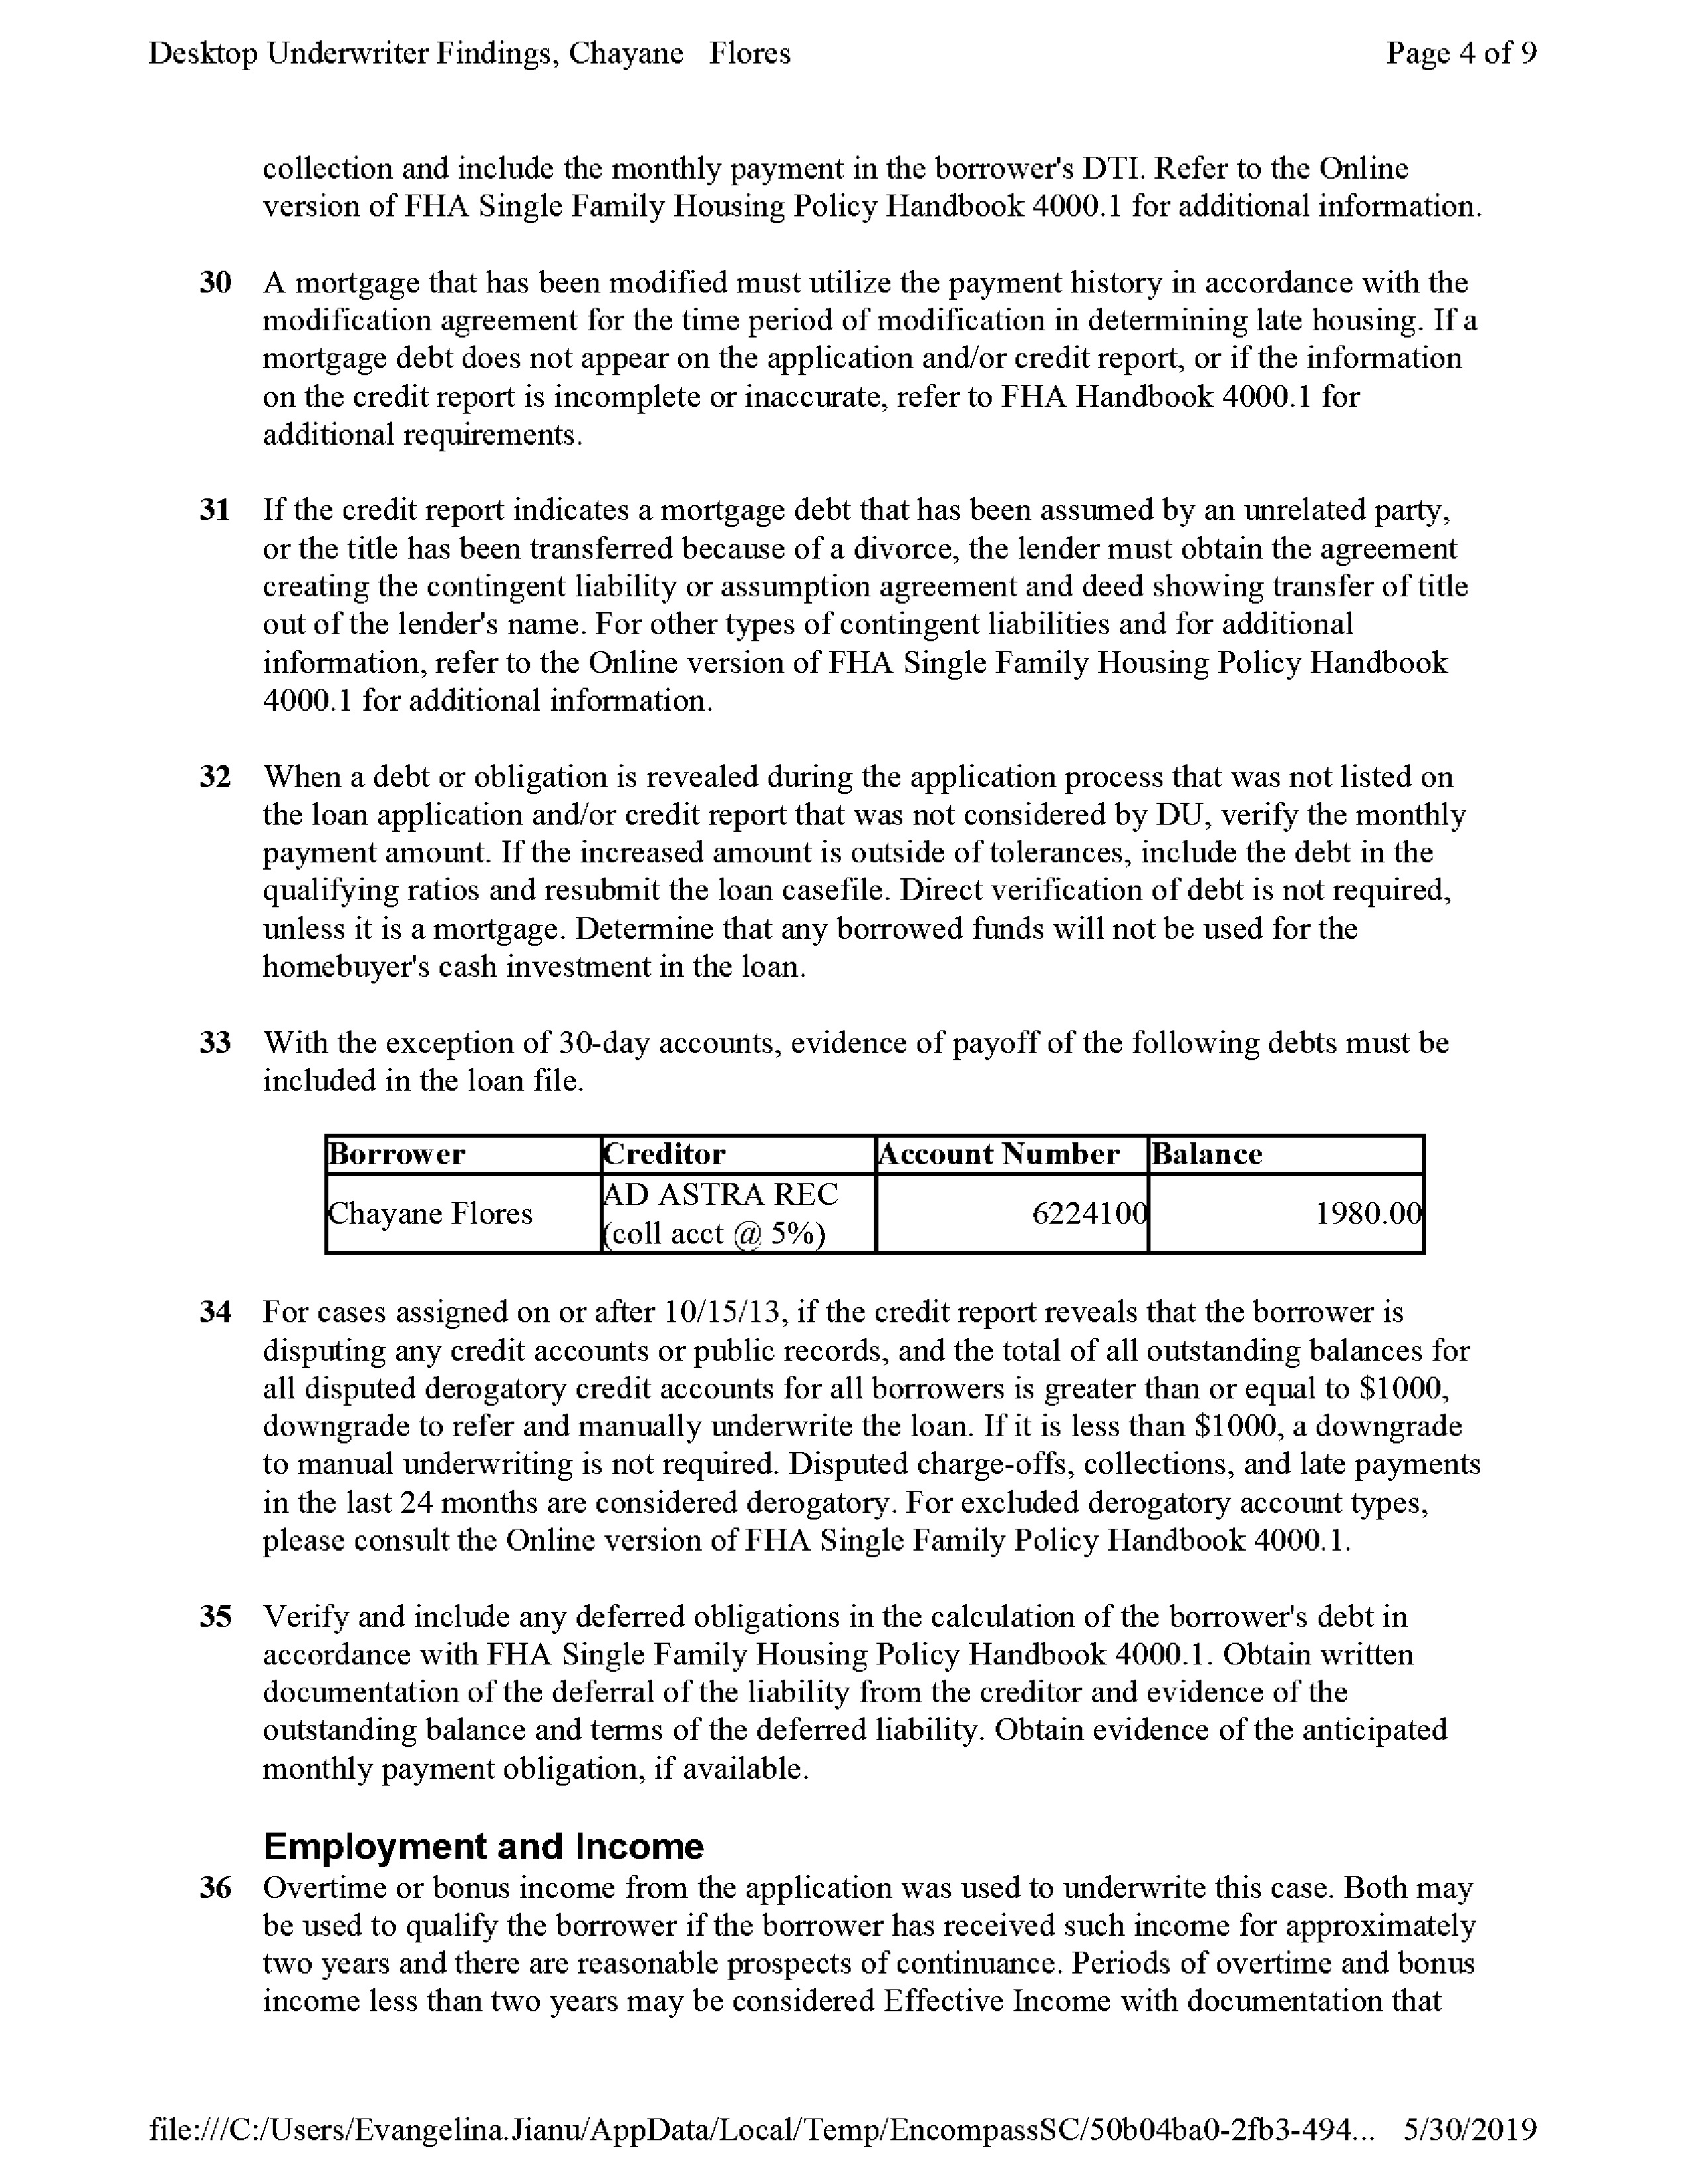 Desktop Underwriter Findings, Chayane Flores Page 4 of 9
collection and include the monthly payment in the borrower's DTI. Refer to the Online
version of FHA Single Family Housing Policy Handbook 4000.1 for additional information.
30 A mortgage that has been modified must utilize the payment history in accordance with the
modification agreement for the time period of modification in determining late housing. If a
mortgage debt does not appear on the application and/or credit report, or if the information
on the credit report is incomplete or inaccurate, refer to FHA Handbook 4000.1 for
additional requirements.
31 If the credit report indicates a mortgage debt that has been assumed by an unrelated party,
or the title has been transferred because of a divorce, the lender must obtain the agreement
creating the contingent liability or assumption agreement and deed showing transfer of title
out of the lender's name. For other types of contingent liabilities and for additional
information, refer to the Online version of FHA Single Family Housing Policy Handbook
4000.1 for additional information.
32 When a debt or obligation is revealed during the application process that was not listed on
the loan application and/or credit report that was not considered by DU, verify the monthly
payment amount. If the increased amount is outside of tolerances, include the debt in the
qualifying ratios and resubmit the loan casefile. Direct verification of debt is not required,
unless it is a mortgage. Determine that any borrowed funds will not be used for the
homebuyer's cash investment in the loan.
33 With the exception of 30-day accounts, evidence of payoff of the following debts must be
included in the loan file.
Borrower Creditor Account Number Balance
Chayane Flores AD ASTRA REC 6224100 1980.00
(coll acct @ 5%)
34 For cases assigned on or after 10/15/13, if the credit report reveals that the borrower is
disputing any credit accounts or public records, and the total of all outstanding balances for
all disputed derogatory credit accounts for all borrowers is greater than or equal to $1000,
downgrade to refer and manually underwrite the loan. If it is less than $1000, a downgrade
to manual underwriting is not required. Disputed charge-offs, collections, and late payments
in the last 24 months are considered derogatory. For excluded derogatory account types,
please consult the Online version of FHA Single Family Policy Handbook 4000.1.
35 Verify and include any deferred obligations in the calculation of the borrower's debt in
accordance with FHA Single Family Housing Policy Handbook 4000.1. Obtain written
documentation of the deferral of the liability from the creditor and evidence of the
outstanding balance and terms of the deferred liability. Obtain evidence of the anticipated
monthly payment obligation, if available.
Employment and Income
36 Overtime or bonus income from the application was used to underwrite this case. Both may
be used to qualify the borrower if the borrower has received such income for approximately
two years and there are reasonable prospects of continuance. Periods of overtime and bonus
income less than two years may be considered Effective Income with documentation that
file:///C:/Users/Evangelina.Jianu/AppData/Local/Temp/EncompassSC/50b04ba0-2fb3-494... 5/30/2019